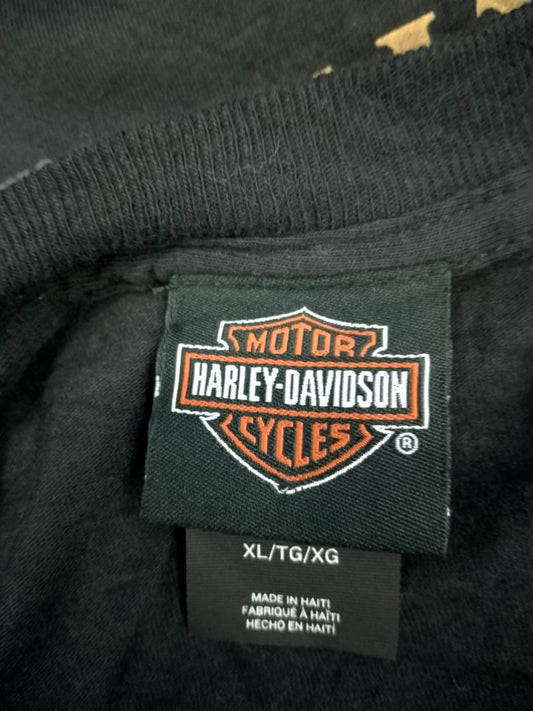 MOTOR
HARLEY-DAVIDSON
CYCLES
®
XL/TG/XG
MADE IN HAITI
FABRIQUÉ À HAÏTI
HECHO EN HAITÍ